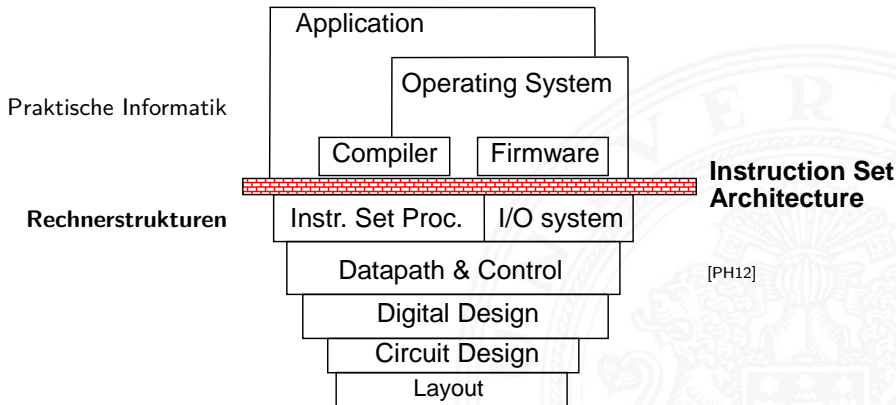 Application
Operating System
Praktische Informatik
Compiler
Firmware
Instruction Set
Architecture
Rechnerstrukturen
Instr. Set Proc.
I/O system
Datapath & Control
[PH12]
Digital Design
Circuit Design
Layout
V E R S
U N I